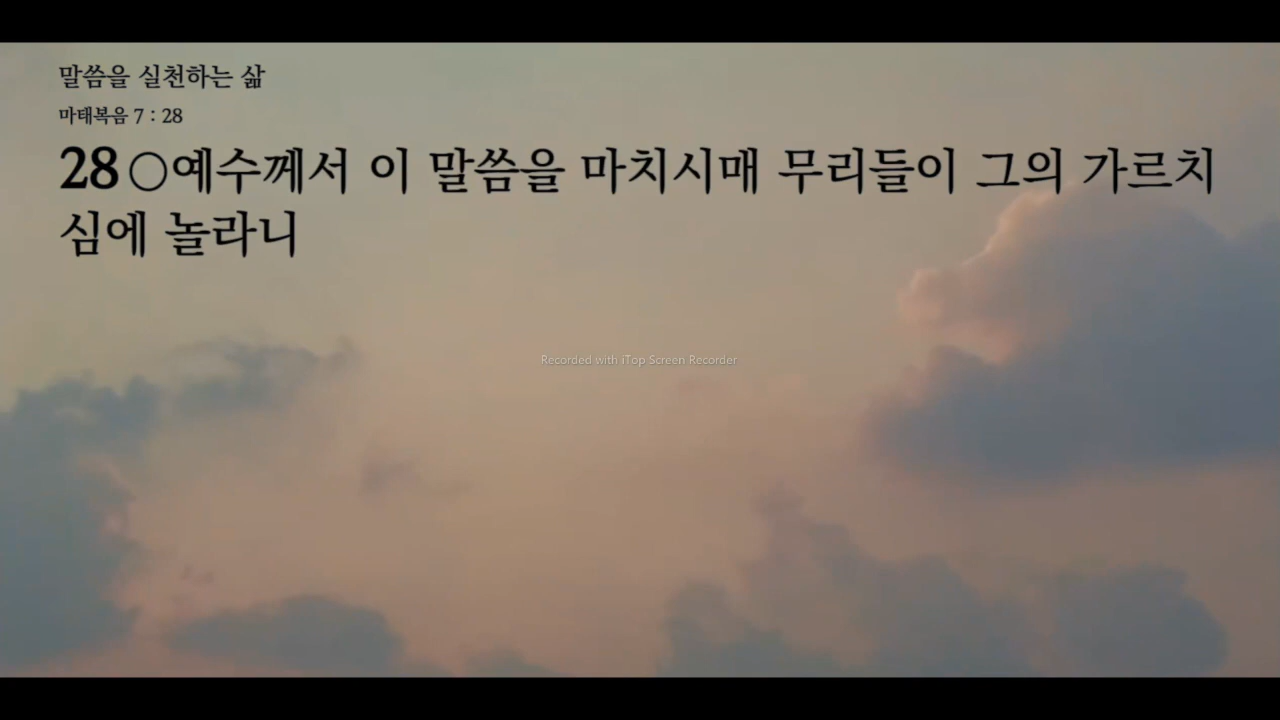 말씀을 실천하는 삶
마태복음 7 : 28
28 ○예수께서 이 말씀을 마치시매 무리들이 그의 가르치
심에 놀라니
Recorded with iTop Screen Recorder